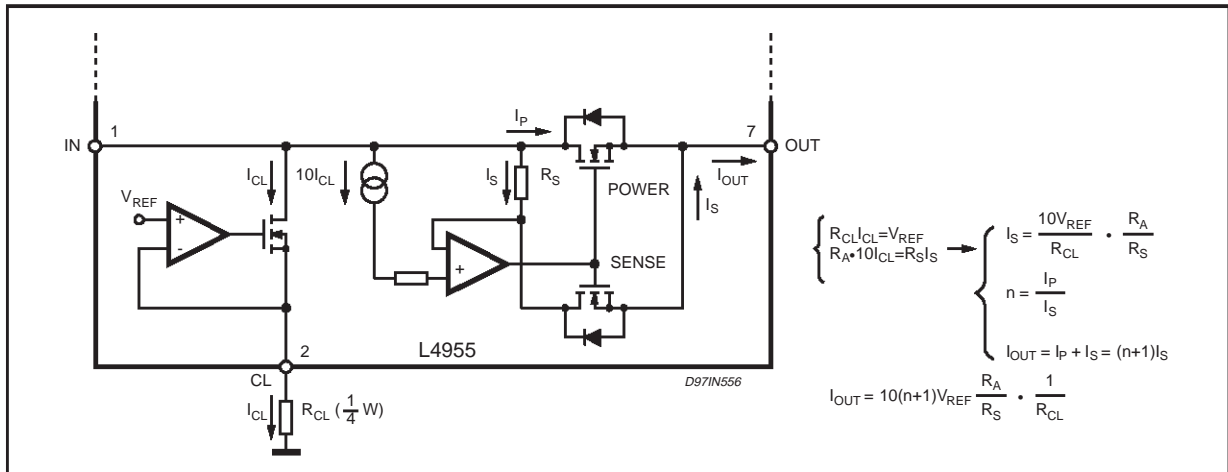 IN
1
I_P
7
OUT
I_CL
10I_CL
I_S
R_S
I_OUT
POWER
I_S
V_REF
+
-
+
SENSE
2
L4955
CL
D97IN556
I_CL
R_CL (1/4 W)
R_CL I_CL=V_REF
R_A•10I_CL=R_S I_S
I_S = 10V_REF / R_CL • R_A / R_S
n = I_P / I_S
I_OUT = I_P + I_S = (n+1)I_S
I_OUT = 10(n+1)V_REF R_A / R_S • 1 / R_CL